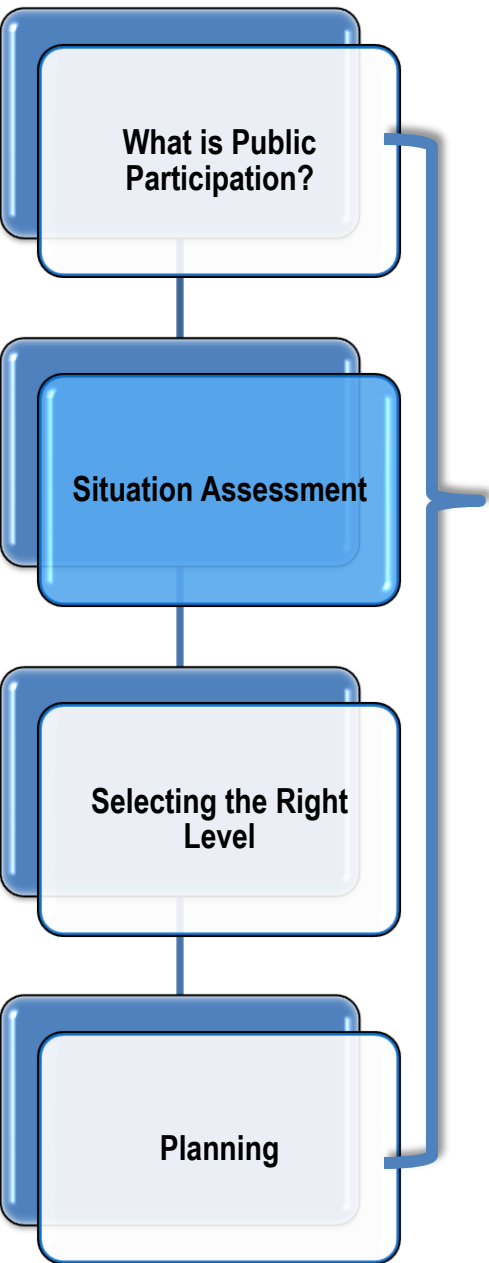 What is Public
Participation?
Situation Assessment
Selecting the Right
Level
Planning